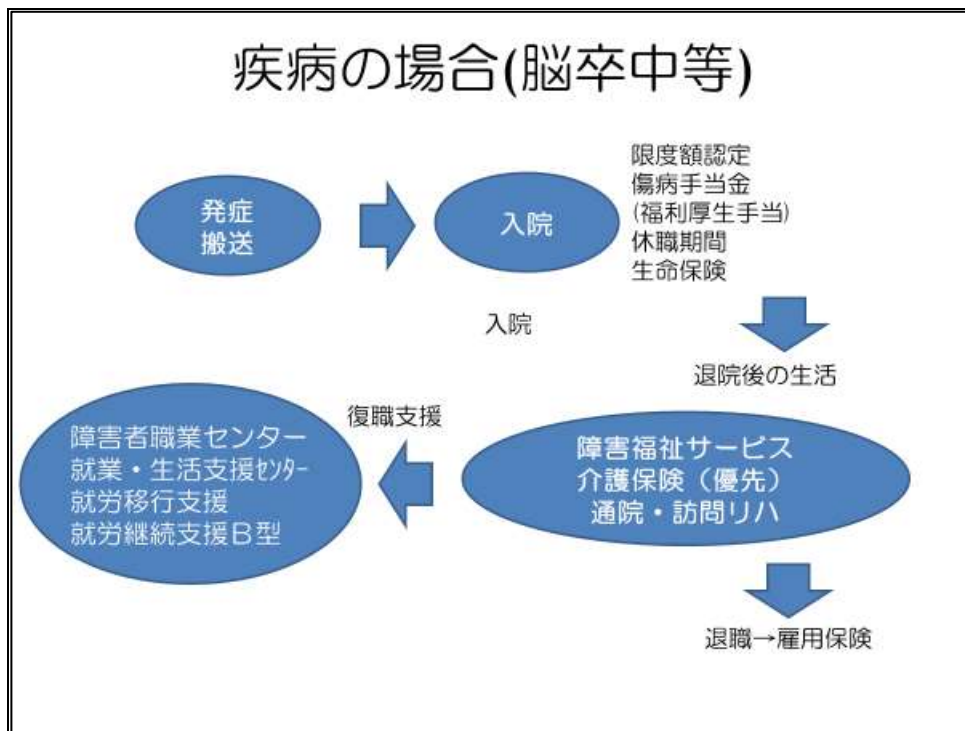 疾病の場合(脳卒中等)
発症
搬送
入院
限度額認定
傷病手当金
(福利厚生手当)
休職期間
生命保険
入院
退院後の生活
障害福祉サービス
介護保険（優先）
通院・訪問リハ
復職支援
障害者職業センター
就業・生活支援ｾﾝﾀｰ
就労移行支援
就労継続支援Ｂ型
退職→雇用保険